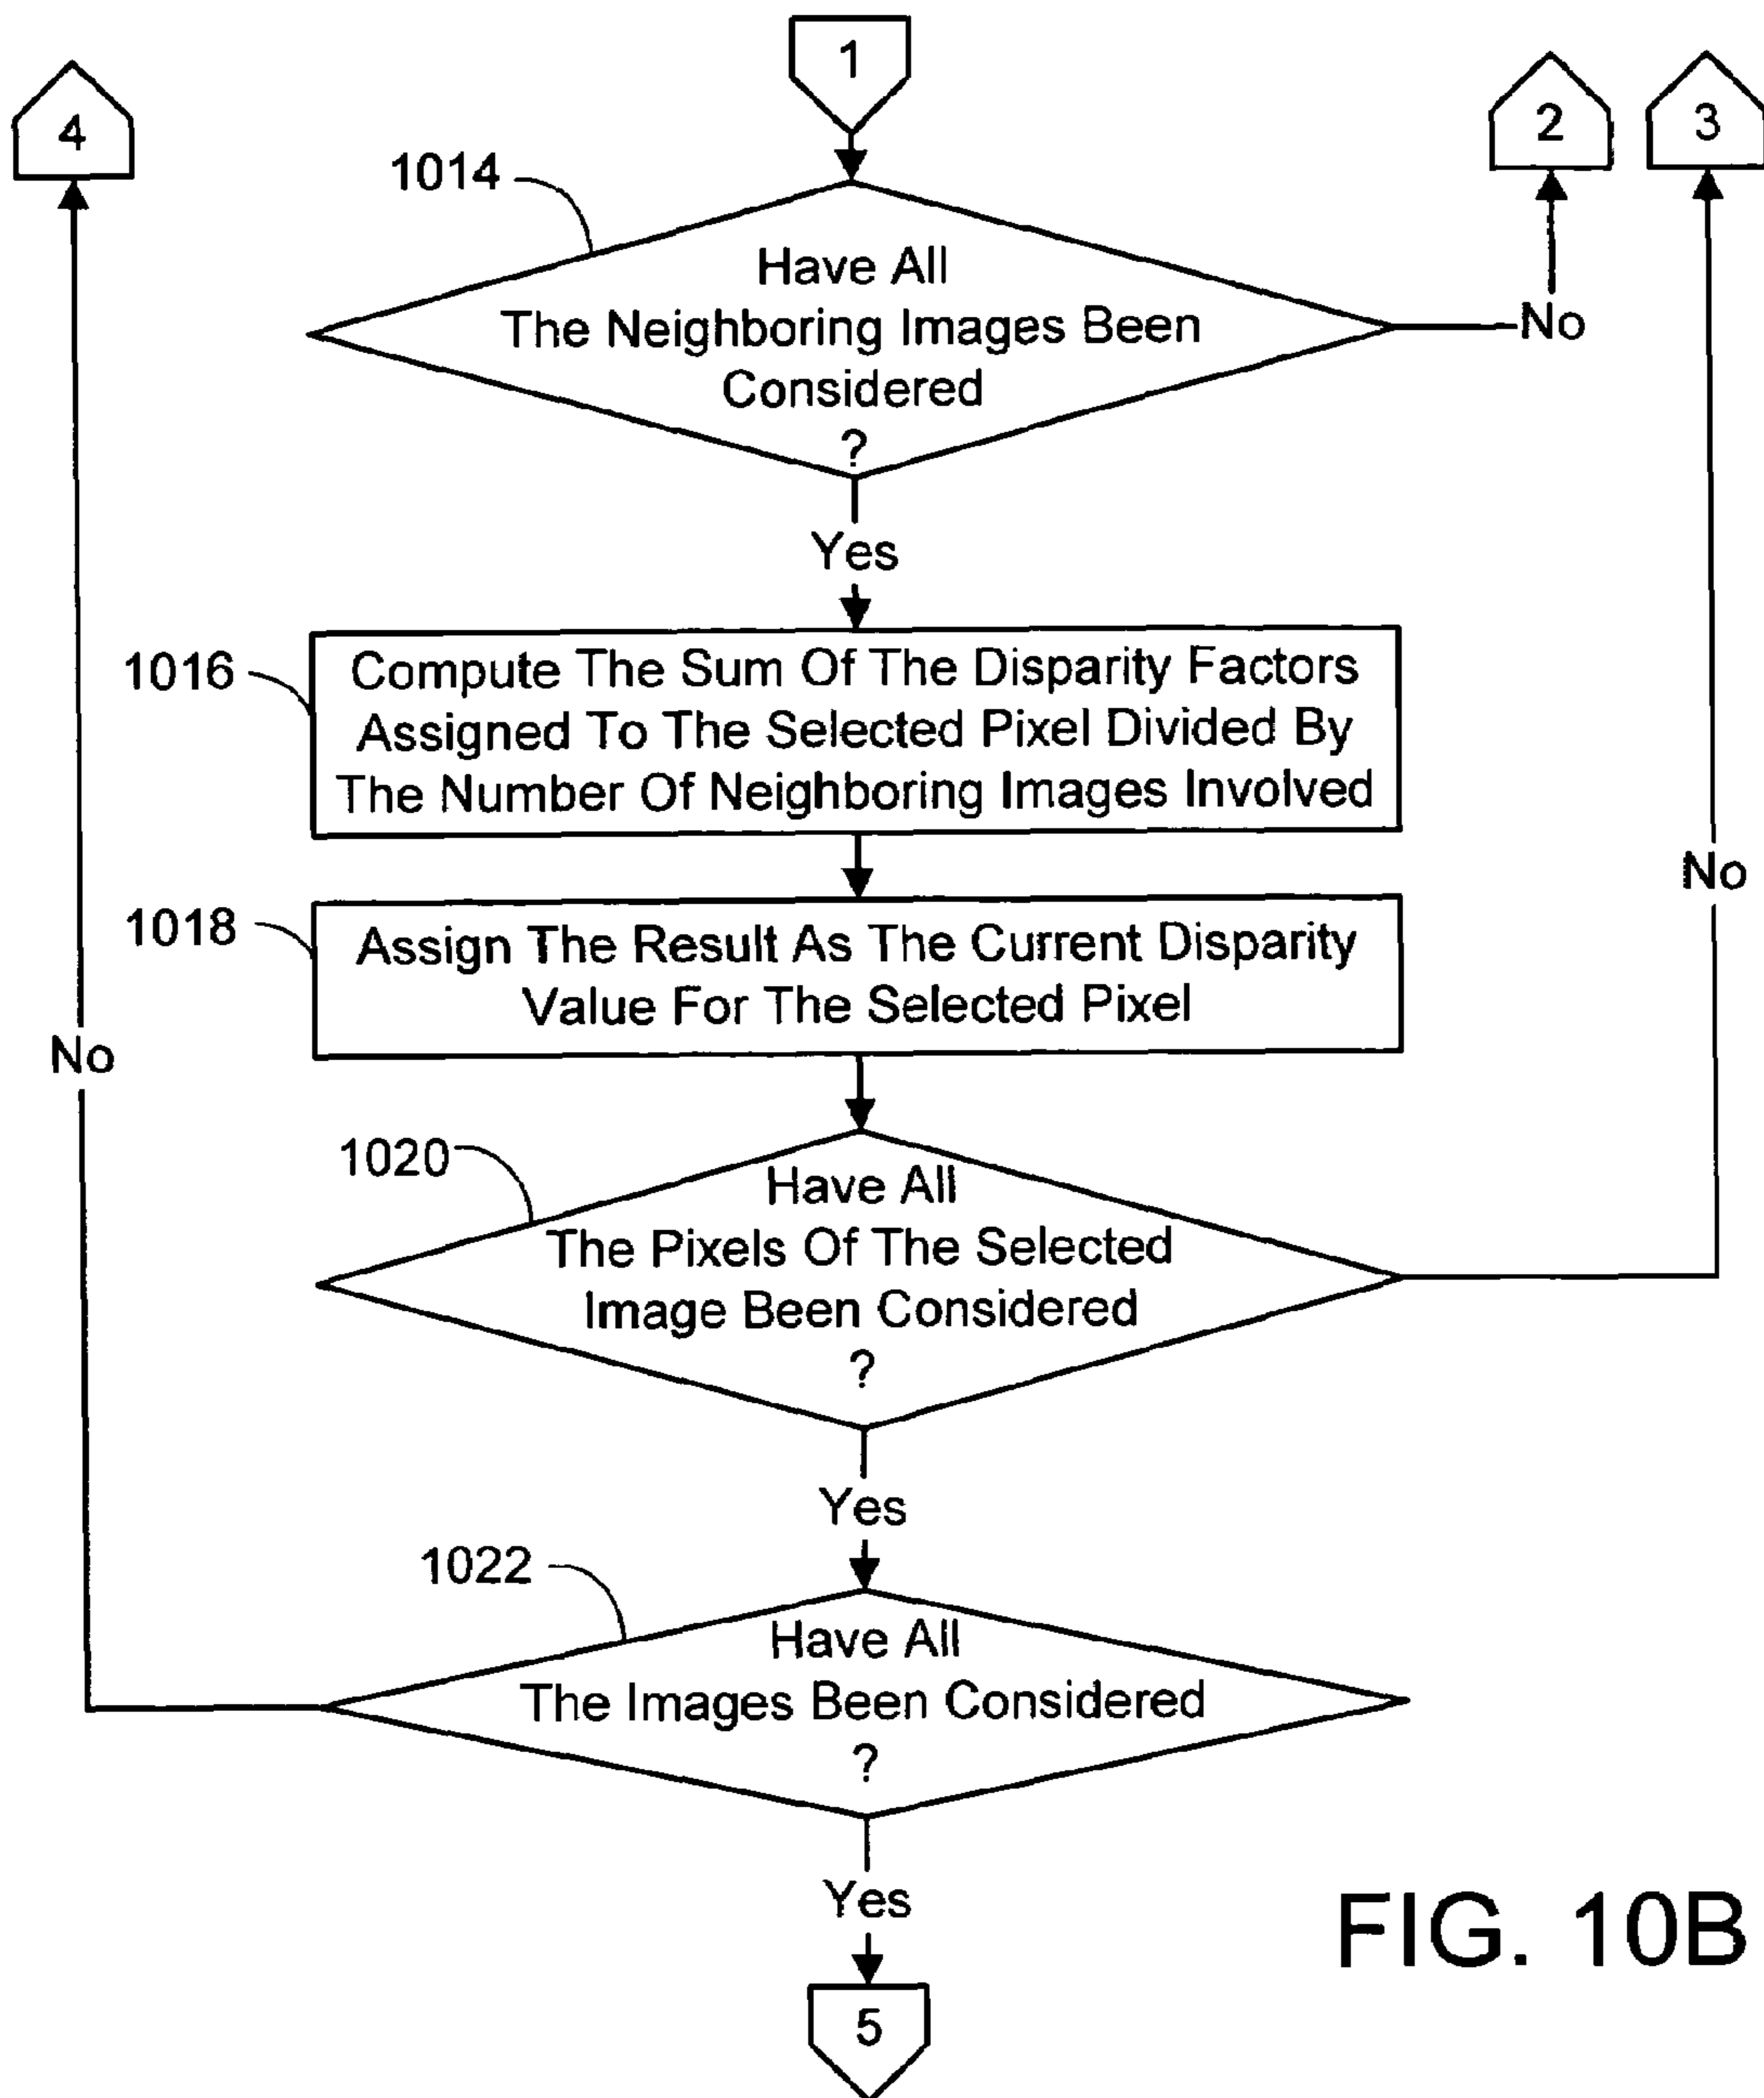 1
4
2
3
1014
Have All
The Neighboring Images Been
Considered
?
No
Yes
1016
Compute The Sum Of The Disparity Factors
Assigned To The Selected Pixel Divided By
The Number Of Neighboring Images Involved
No
1018
Assign The Result As The Current Disparity
Value For The Selected Pixel
No
1020
Have All
The Pixels Of The Selected
Image Been Considered
?
Yes
1022
Have All
The Images Been Considered
?
Yes
5
FIG. 10B